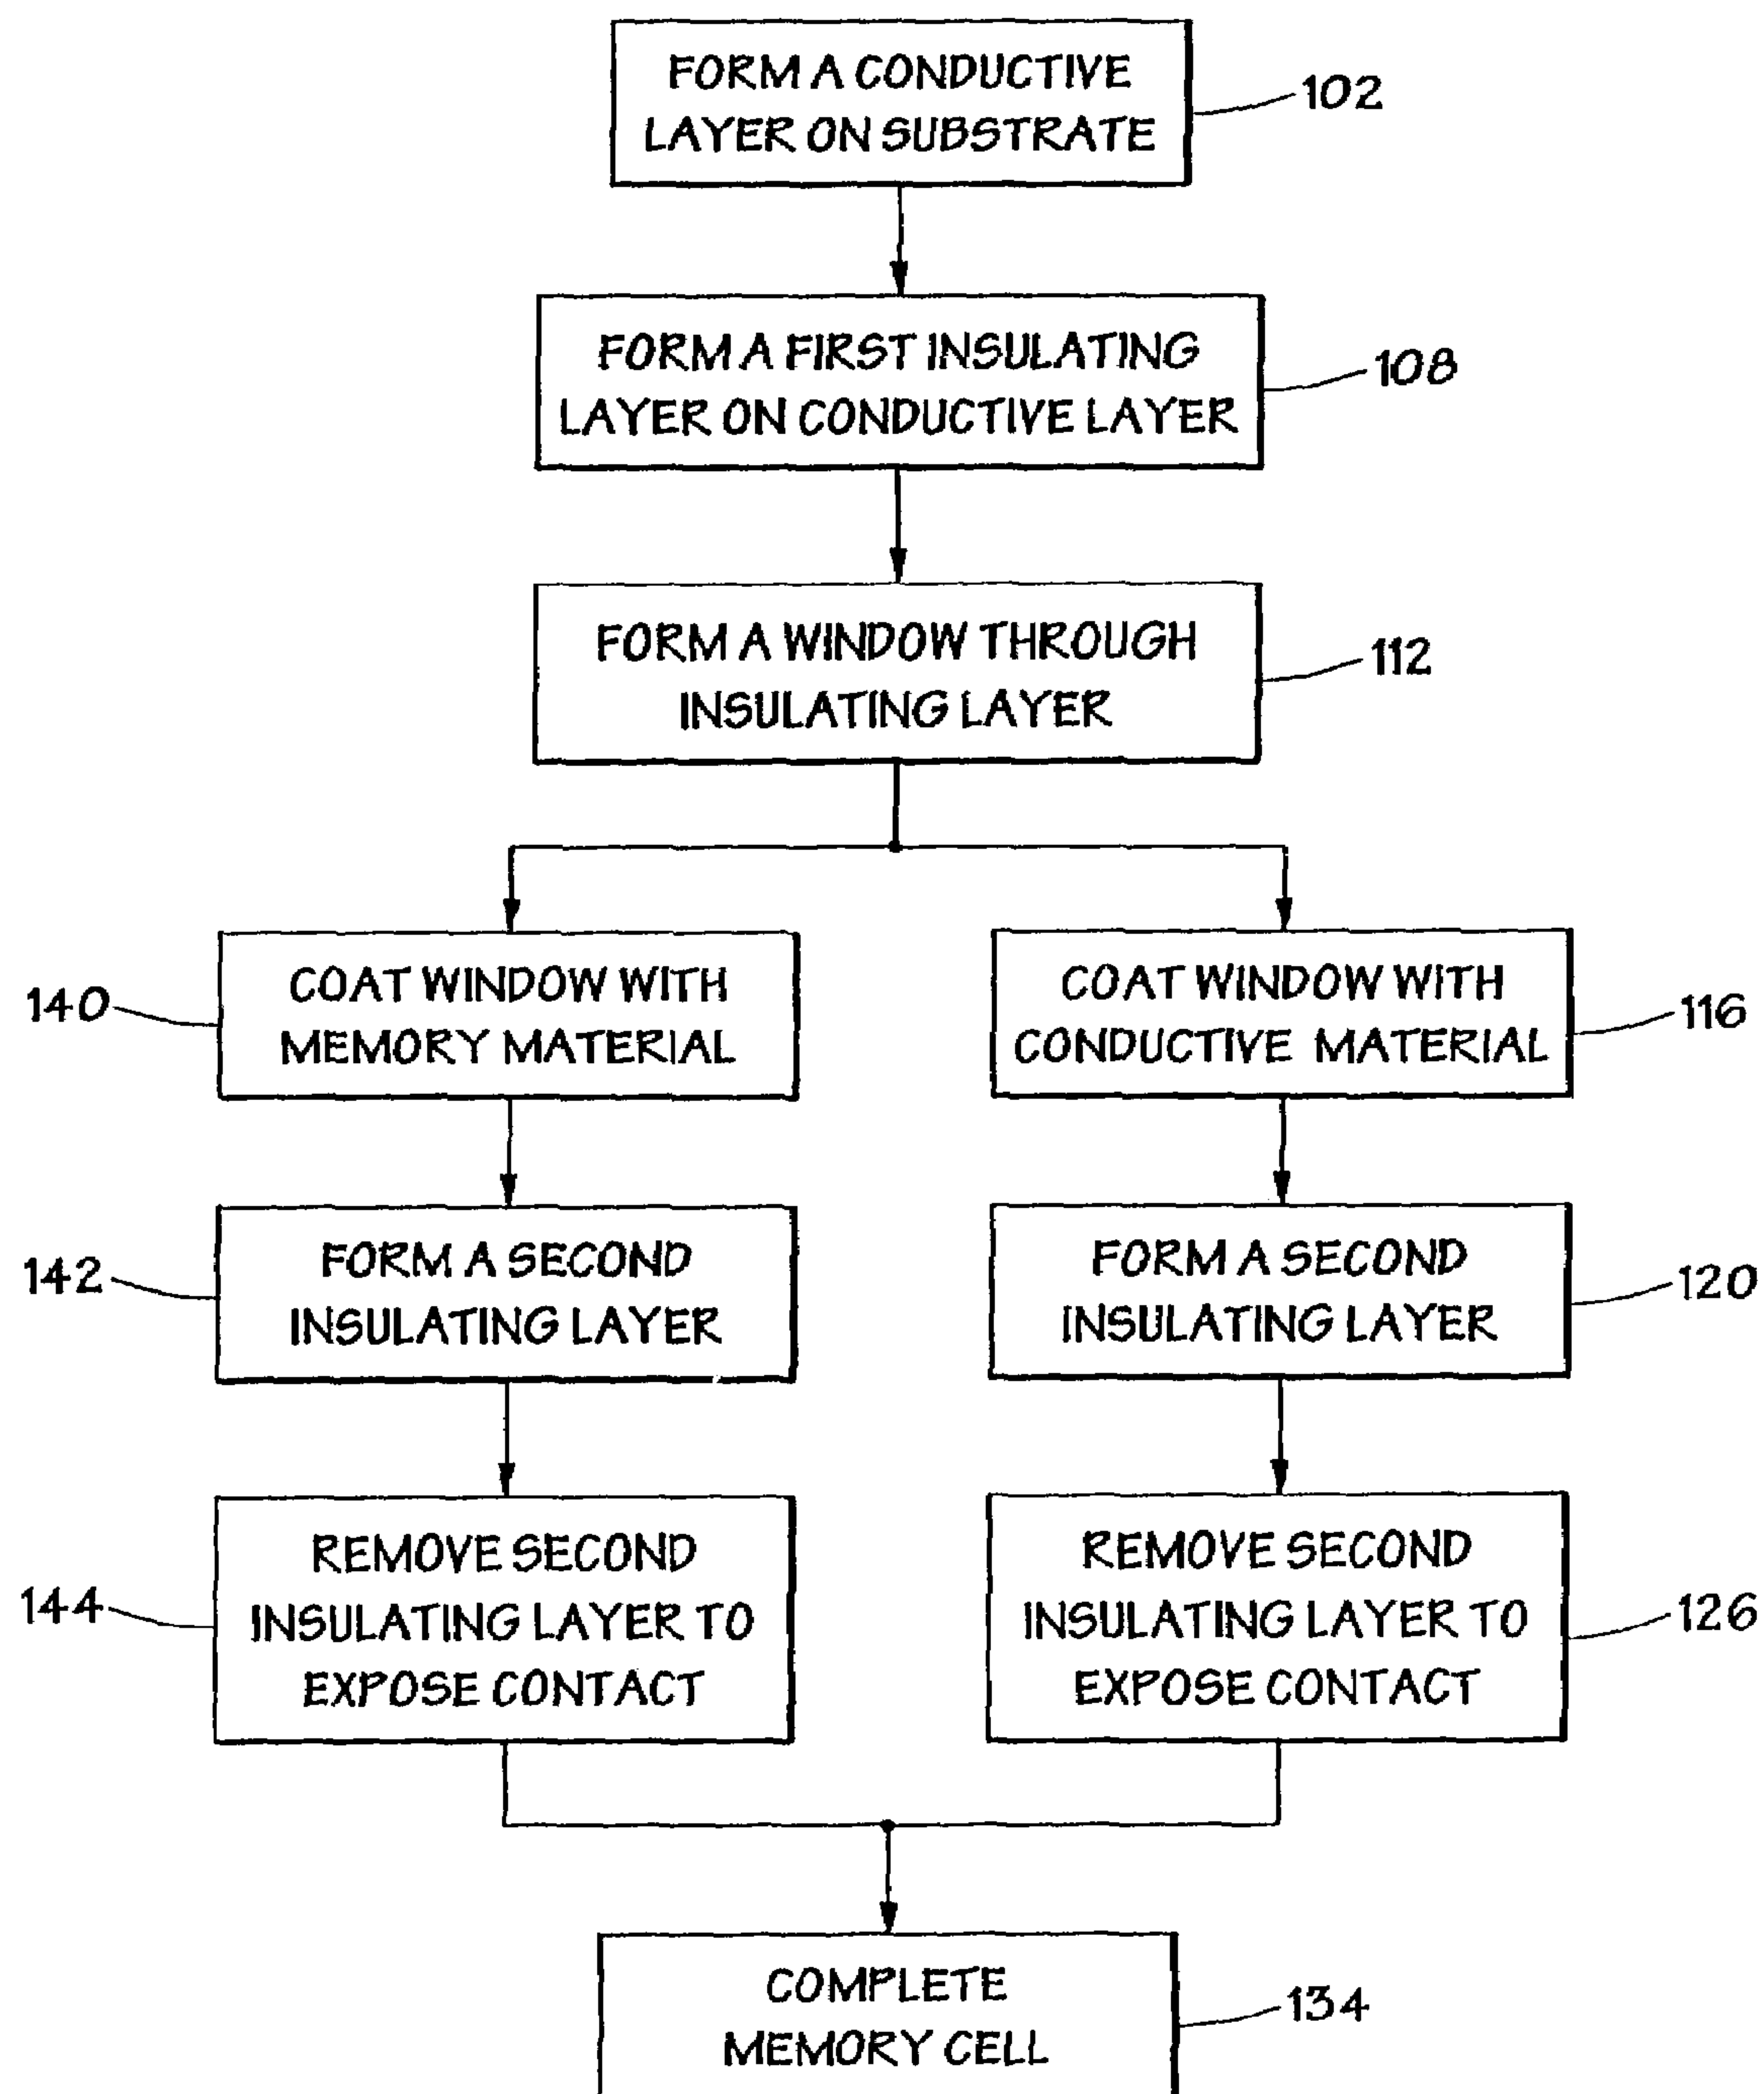 FORM A CONDUCTIVE
LAYER ON SUBSTRATE
102
FORM A FIRST INSULATING
LAYER ON CONDUCTIVE LAYER
108
FORM A WINDOW THROUGH
INSULATING LAYER
112
COAT WINDOW WITH
MEMORY MATERIAL
140
COAT WINDOW WITH
CONDUCTIVE MATERIAL
116
FORM A SECOND
INSULATING LAYER
142
FORM A SECOND
INSULATING LAYER
120
REMOVE SECOND
INSULATING LAYER TO
EXPOSE CONTACT
144
REMOVE SECOND
INSULATING LAYER TO
EXPOSE CONTACT
126
COMPLETE
MEMORY CELL
134